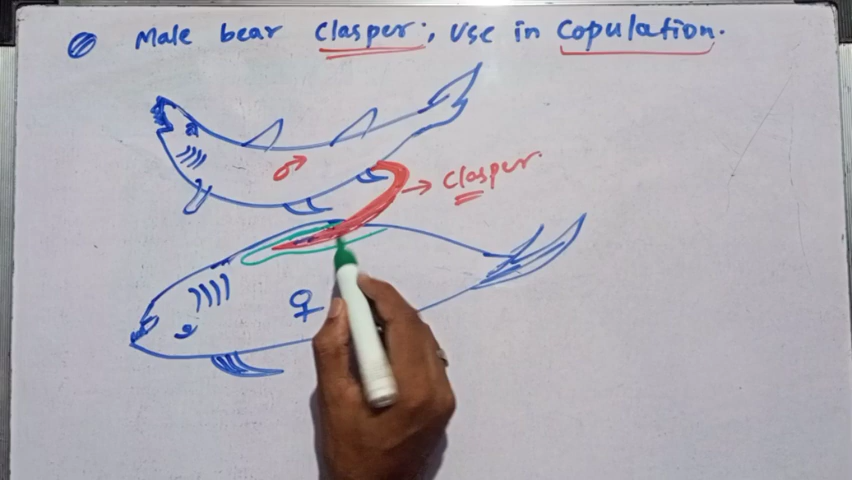 Male bear Clasper, Use in Copulation.
♂
→ Clasper.
♀